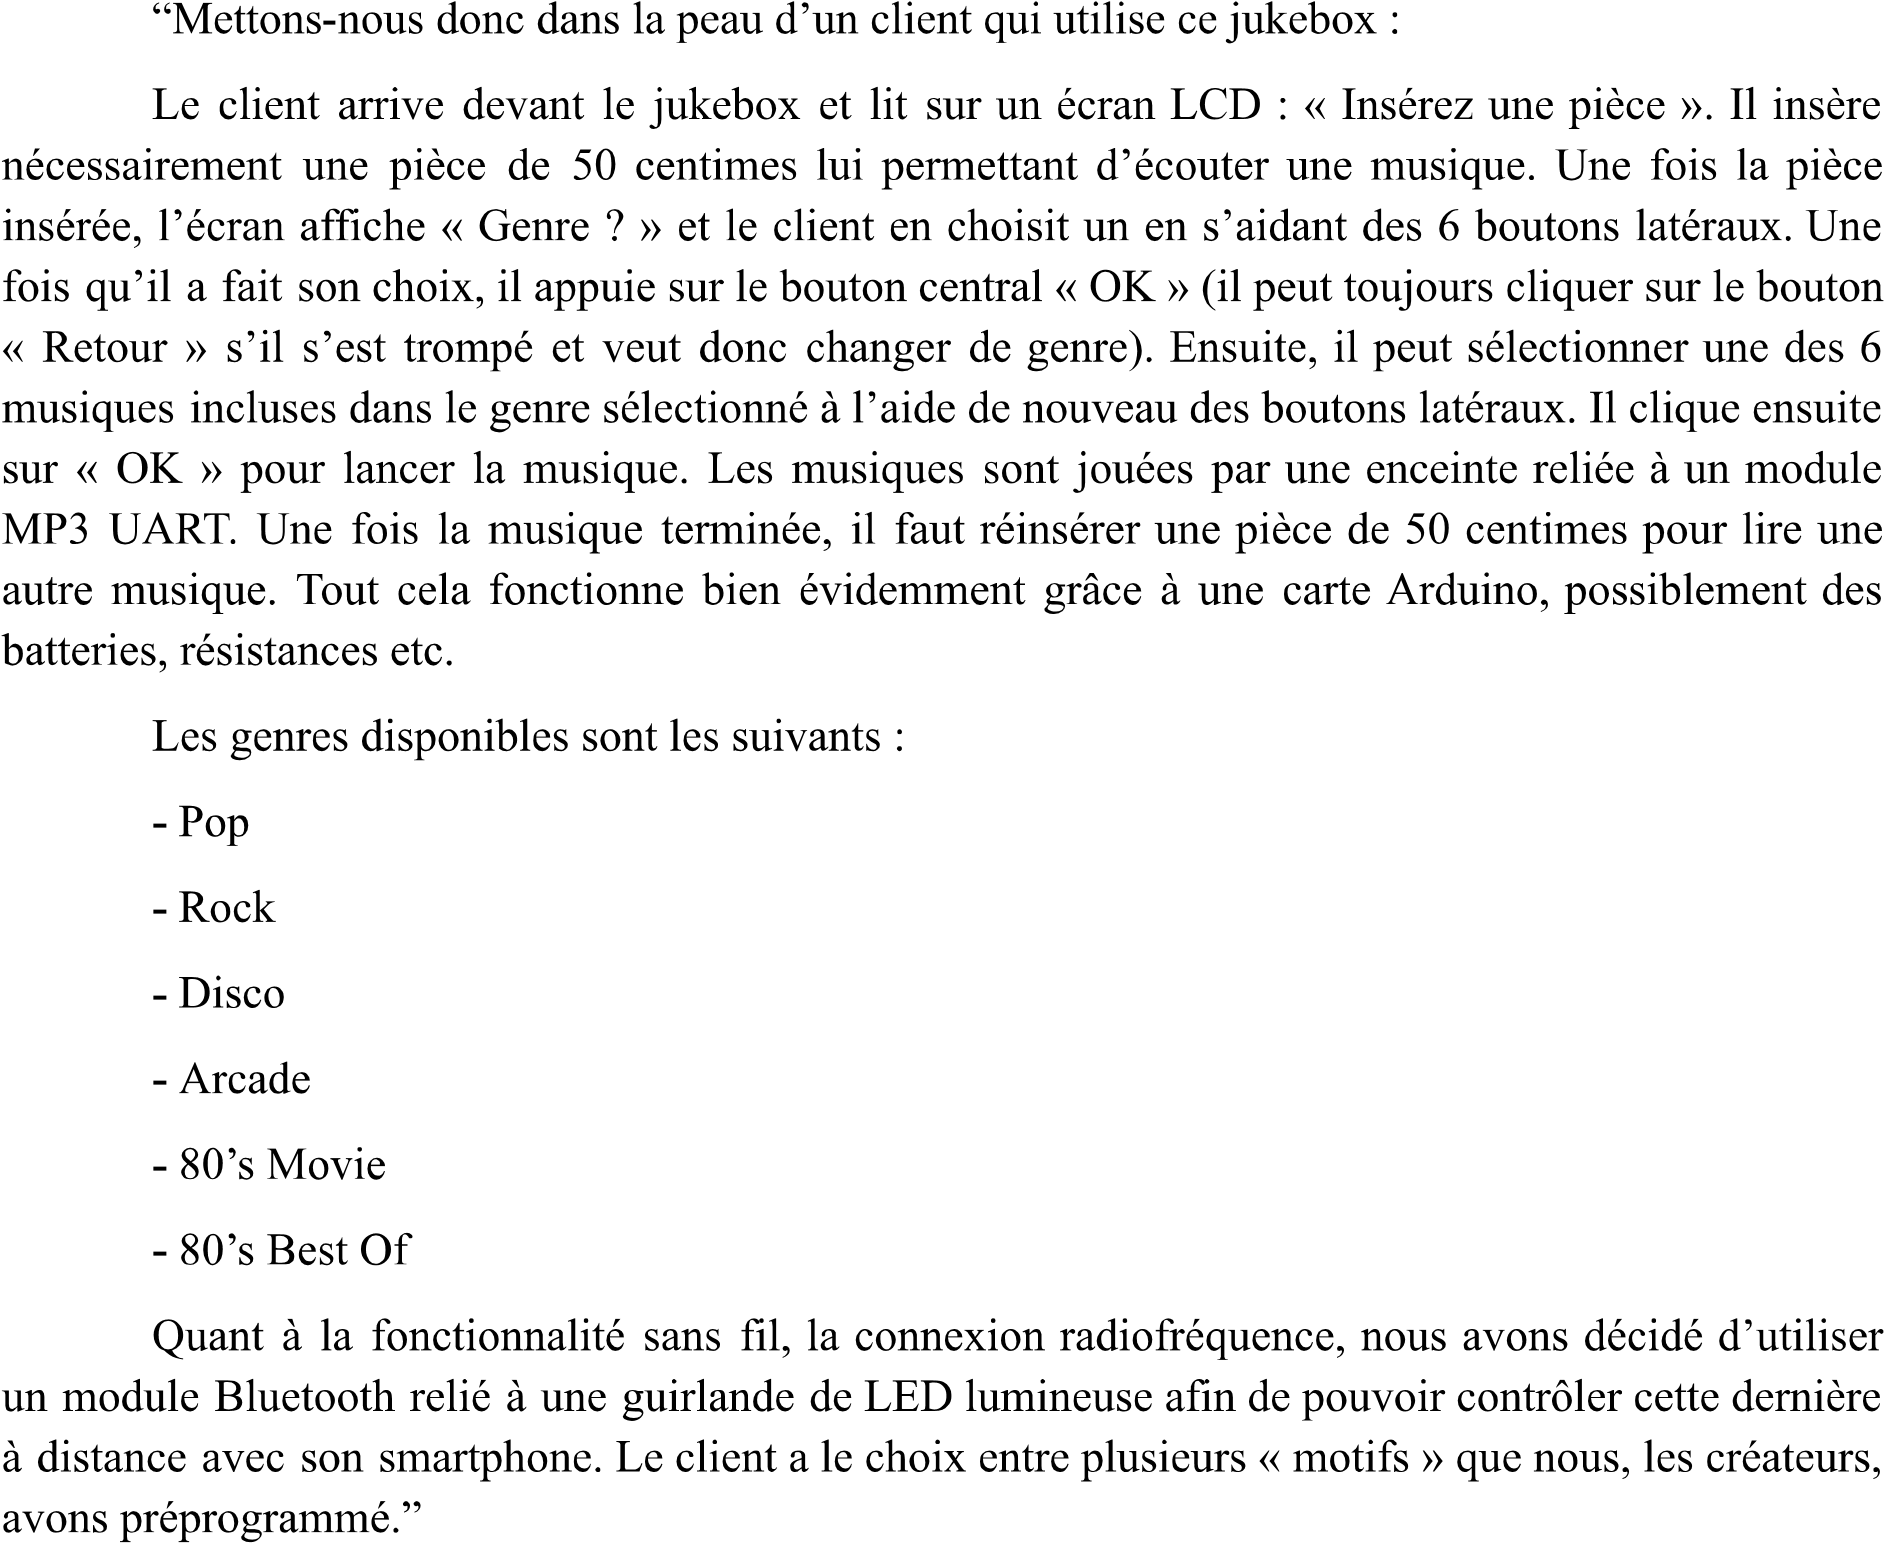 “Mettons-nous donc dans la peau d’un client qui utilise ce jukebox :
Le client arrive devant le jukebox et lit sur un écran LCD : « Insérez une pièce ». Il insère
nécessairement une pièce de 50 centimes lui permettant d’écouter une musique. Une fois la pièce
insérée, l’écran affiche « Genre ? » et le client en choisit un en s’aidant des 6 boutons latéraux. Une
fois qu’il a fait son choix, il appuie sur le bouton central « OK » (il peut toujours cliquer sur le bouton
« Retour » s’il s’est trompé et veut donc changer de genre). Ensuite, il peut sélectionner une des 6
musiques incluses dans le genre sélectionné à l’aide de nouveau des boutons latéraux. Il clique ensuite
sur « OK » pour lancer la musique. Les musiques sont jouées par une enceinte reliée à un module
MP3 UART. Une fois la musique terminée, il faut réinsérer une pièce de 50 centimes pour lire une
autre musique. Tout cela fonctionne bien évidemment grâce à une carte Arduino, possiblement des
batteries, résistances etc.
Les genres disponibles sont les suivants :
- Pop
- Rock
- Disco
- Arcade
- 80’s Movie
- 80’s Best Of
Quant à la fonctionnalité sans fil, la connexion radiofréquence, nous avons décidé d’utiliser
un module Bluetooth relié à une guirlande de LED lumineuse afin de pouvoir contrôler cette dernière
à distance avec son smartphone. Le client a le choix entre plusieurs « motifs » que nous, les créateurs,
avons préprogrammé.”